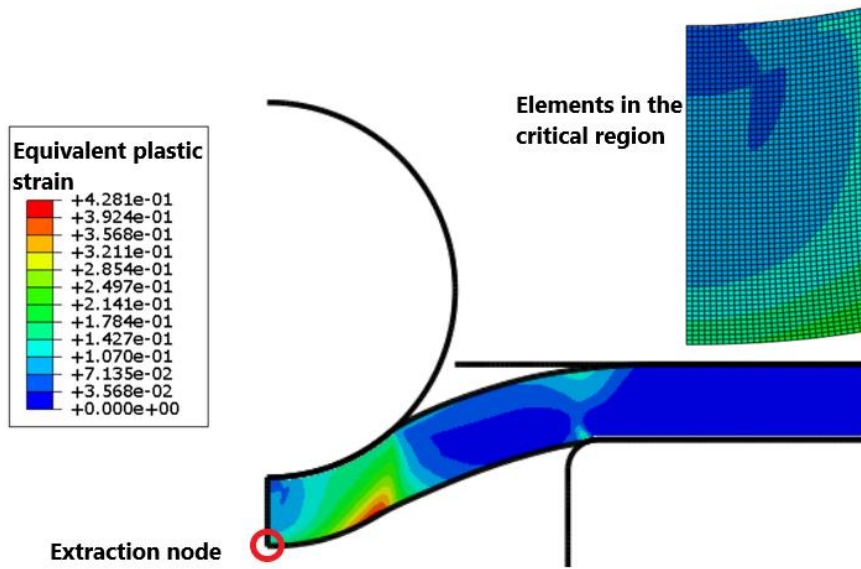 Elements in the
critical region
Equivalent plastic
strain
+4.281e-01
+3.924e-01
+3.568e-01
+3.211e-01
+2.854e-01
+2.497e-01
+2.141e-01
+1.784e-01
+1.427e-01
+1.070e-01
+7.135e-02
+3.568e-02
+0.000e+00
Extraction node